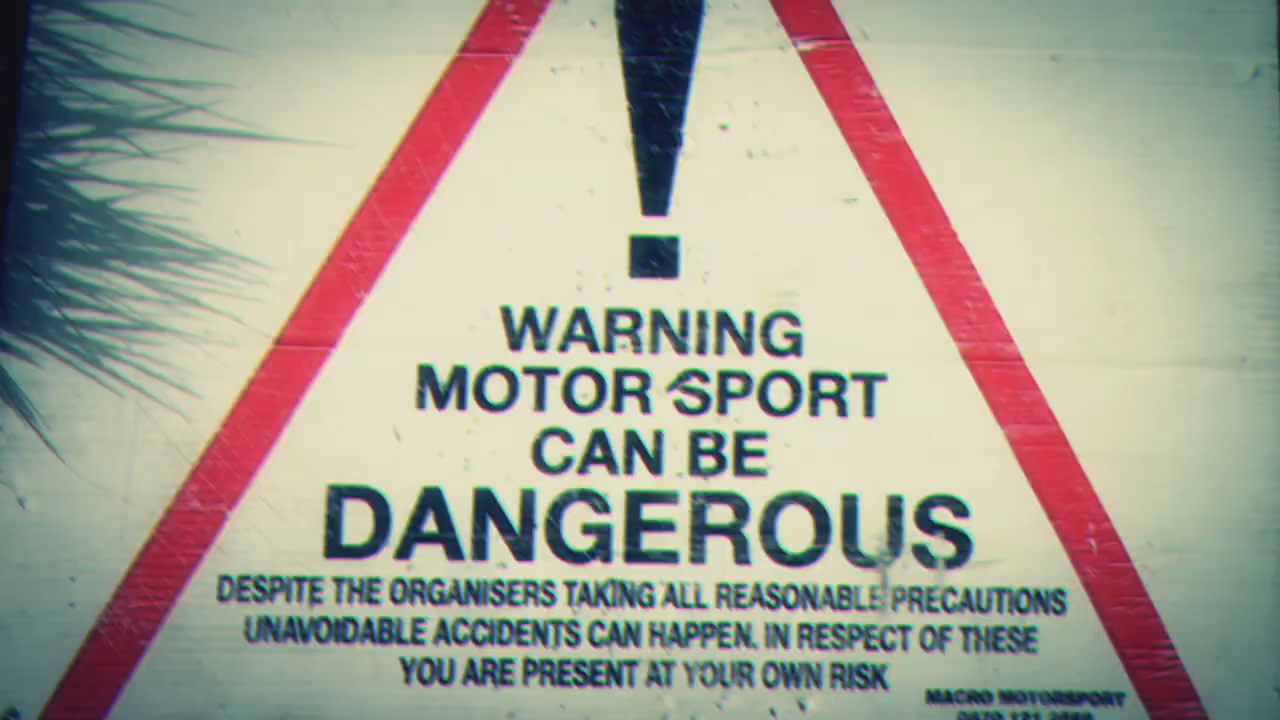 !
WARNING
MOTOR SPORT
CAN BE
DANGEROUS
DESPITE THE ORGANISERS TAKING ALL REASONABLE PRECAUTIONS
UNAVOIDABLE ACCIDENTS CAN HAPPEN. IN RESPECT OF THESE
YOU ARE PRESENT AT YOUR OWN RISK
MACRO MOTORSPORT